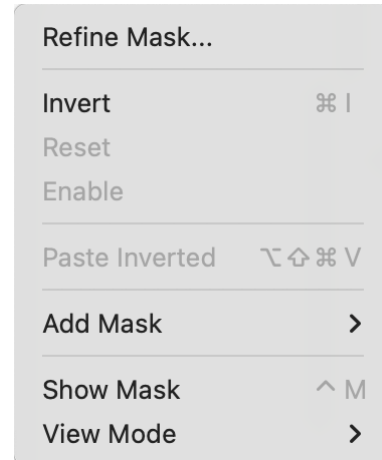 Refine Mask...
Invert ⌘ I
Reset
Enable
Paste Inverted ⌥⇧⌘ V
Add Mask
Show Mask ^ M
View Mode